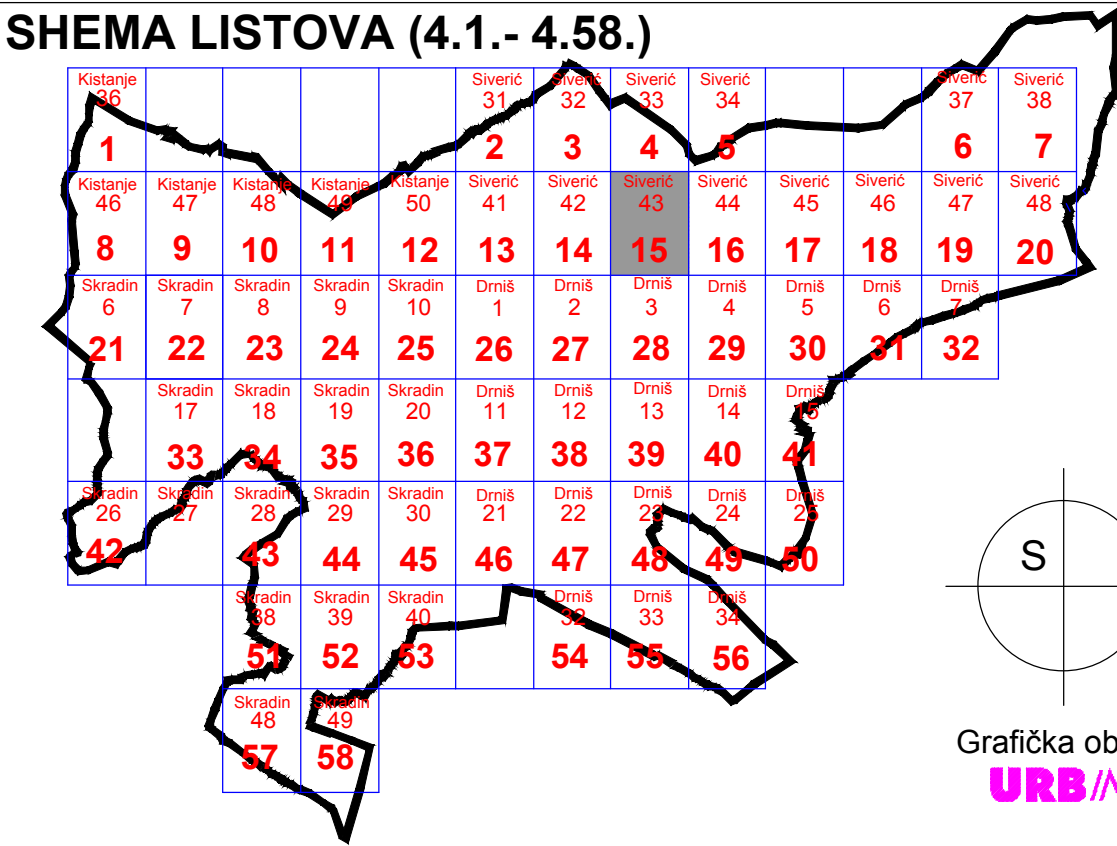 SHEMA LISTOVA (4.1.- 4.58.)
Kistanje Siverić Siverić Siverić Siverić Siverić Siverić
36 31 32 33 34 37 38
1 2 3 4 5 6 7
Kistanje Kistanje Kistanje Kistanje Kistanje Siverić Siverić Siverić Siverić Siverić Siverić Siverić Siverić
46 47 48 49 50 41 42 43 44 45 46 47 48
8 9 10 11 12 13 14 15 16 17 18 19 20
Skradin Skradin Skradin Skradin Skradin Drniš Drniš Drniš Drniš Drniš Drniš Drniš
6 7 8 9 10 1 2 3 4 5 6 7
21 22 23 24 25 26 27 28 29 30 31 32
Skradin Skradin Skradin Skradin Drniš Drniš Drniš Drniš Drniš
17 18 19 20 11 12 13 14 15
33 34 35 36 37 38 39 40 41
Skradin Skradin Skradin Skradin Skradin Drniš Drniš Drniš Drniš Drniš
26 27 28 29 30 21 22 23 24 25
42 43 44 45 46 47 48 49 50
S
Skradin Skradin Skradin Drniš Drniš Drniš
38 39 40 32 33 34
51 52 53 54 55 56
Skradin Skradin
48 49
57 58
Grafička ob
URB